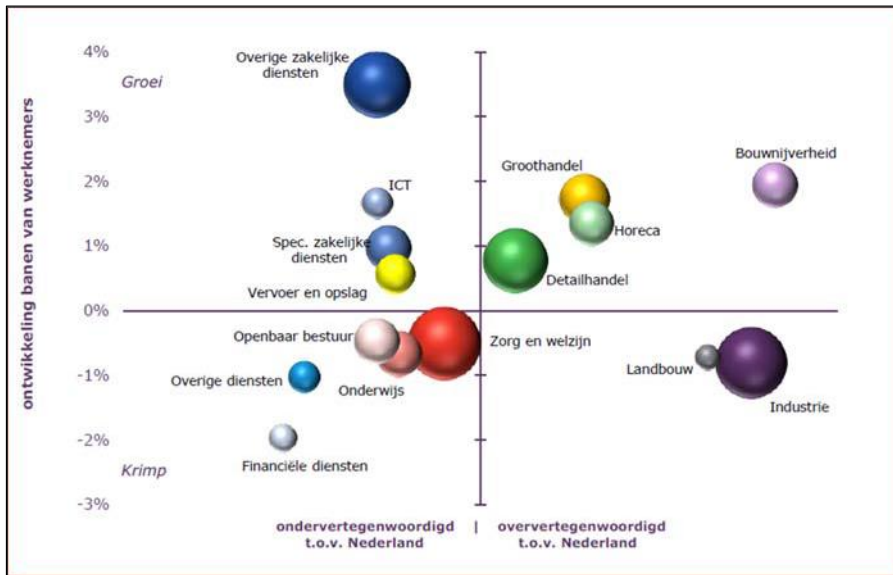 4%
Groei
3%
2%
1%
0%
-1%
-2%
Krimp
-3%
ontwikkeling banen van werknemers
Overige zakelijke
diensten
ICT
Spec. zakelijke
diensten
Vervoer en opslag
Groothandel
Bouwnijverheid
Horeca
Detailhandel
Openbaar bestuur
Zorg en welzijn
Overige diensten
Onderwijs
Landbouw
Industrie
Financiële diensten
ondervertegenwoordigd | oververtegenwoordigd
t.o.v. Nederland t.o.v. Nederland